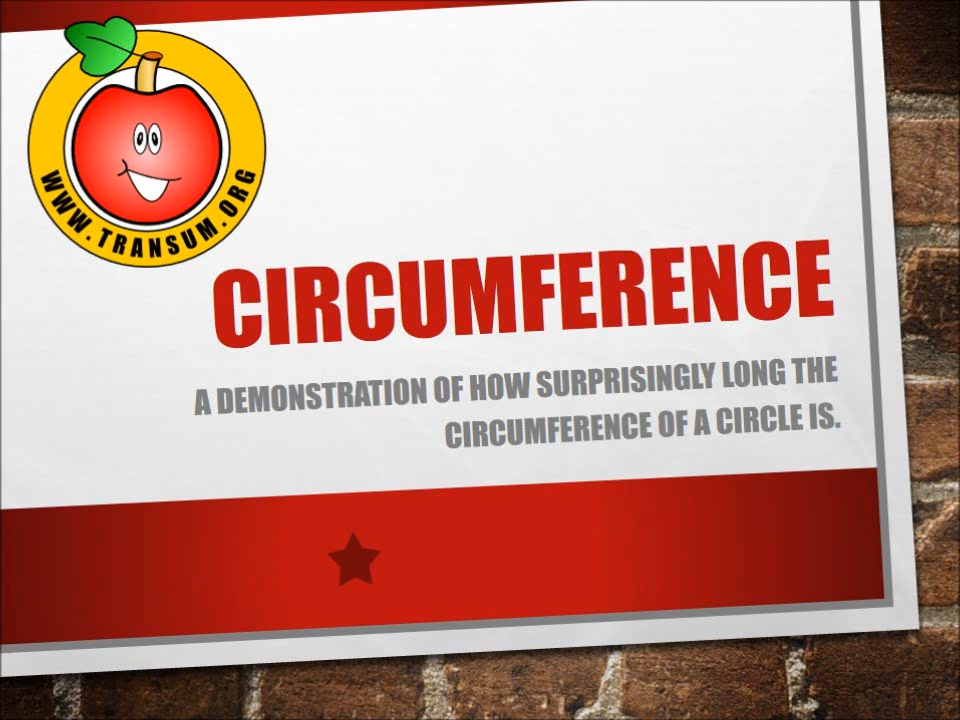 WWW.TRANSUM.ORG
CIRCUMFERENCE
A DEMONSTRATION OF HOW SURPRISINGLY LONG THE
CIRCUMFERENCE OF A CIRCLE IS.